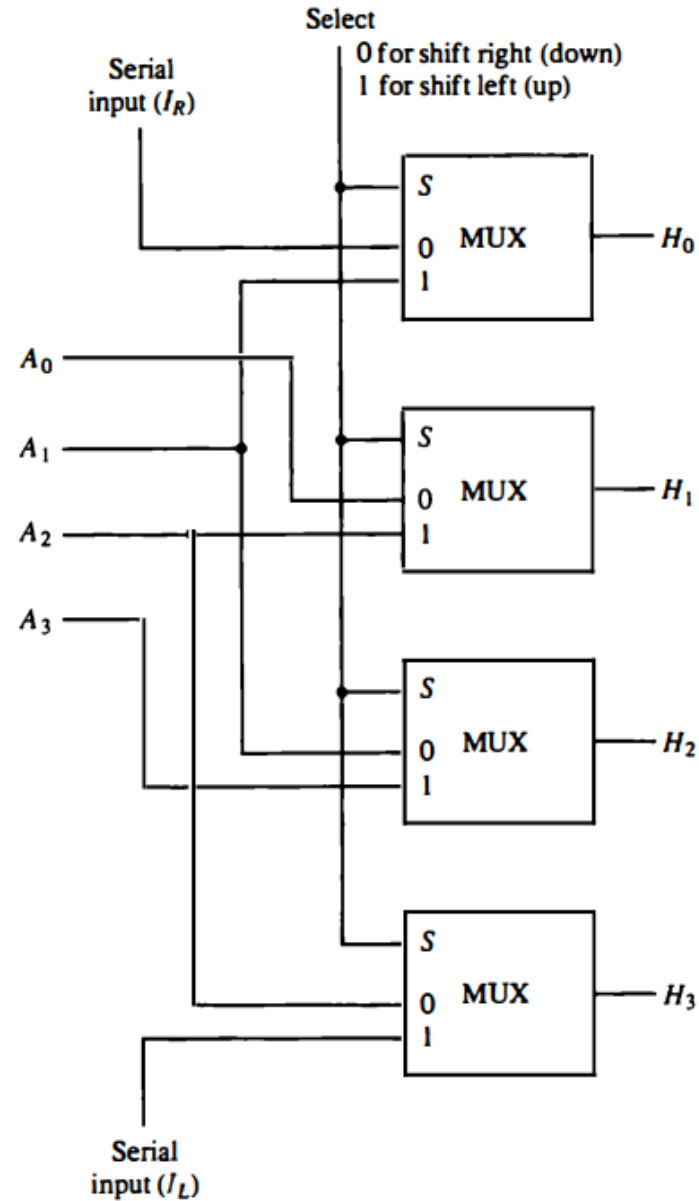 Select
0 for shift right (down)
1 for shift left (up)
Serial
input (I_R)
S
0 MUX
1
H_0
A_0
A_1
A_2
A_3
S
0 MUX
1
H_1
S
0 MUX
1
H_2
S
0 MUX
1
H_3
Serial
input (I_L)